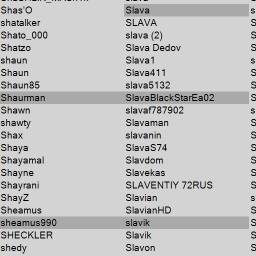 Shas'O Slava
shatalker SLAVA
Shato_000 slava (2)
Shatzo Slava Dedov
shaun Slava1
Shaun Slava411
Shaun85 slava5132
Shaurman SlavaBlackStarEa02
Shawn slavaf787902
shawty Slavaman
Shax slavanin
Shaya SlavaS74
Shayamal Slavdom
Shayne Slavekas
Shayrani SLAVENTIY 72RUS
ShayZ Slavian
Sheamus SlavianHD
sheamus990 slavik
SHECKLER Slavik
shedy Slavon